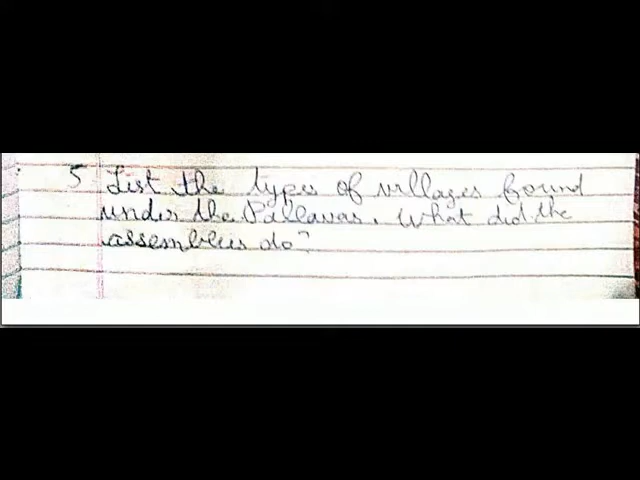 5 List the types of villages found
under the Pallavas. What did the
assemblies do?